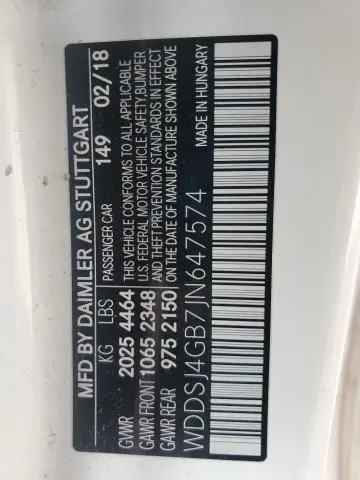 MFD BY DAIMLER AG STUTTGART
KG LBS PASSENGER CAR 149 02/18
GVWR 2025 4464 THIS VEHICLE CONFORMS TO ALL APPLICABLE
GAWR FRONT 1065 2348 U.S. FEDERAL MOTOR VEHICLE SAFETY, BUMPER
AND THEFT PREVENTION STANDARDS IN EFFECT
GAWR REAR 975 2150 ON THE DATE OF MANUFACTURE SHOWN ABOVE
WDDSJ4GB7JN647574 MADE IN HUNGARY